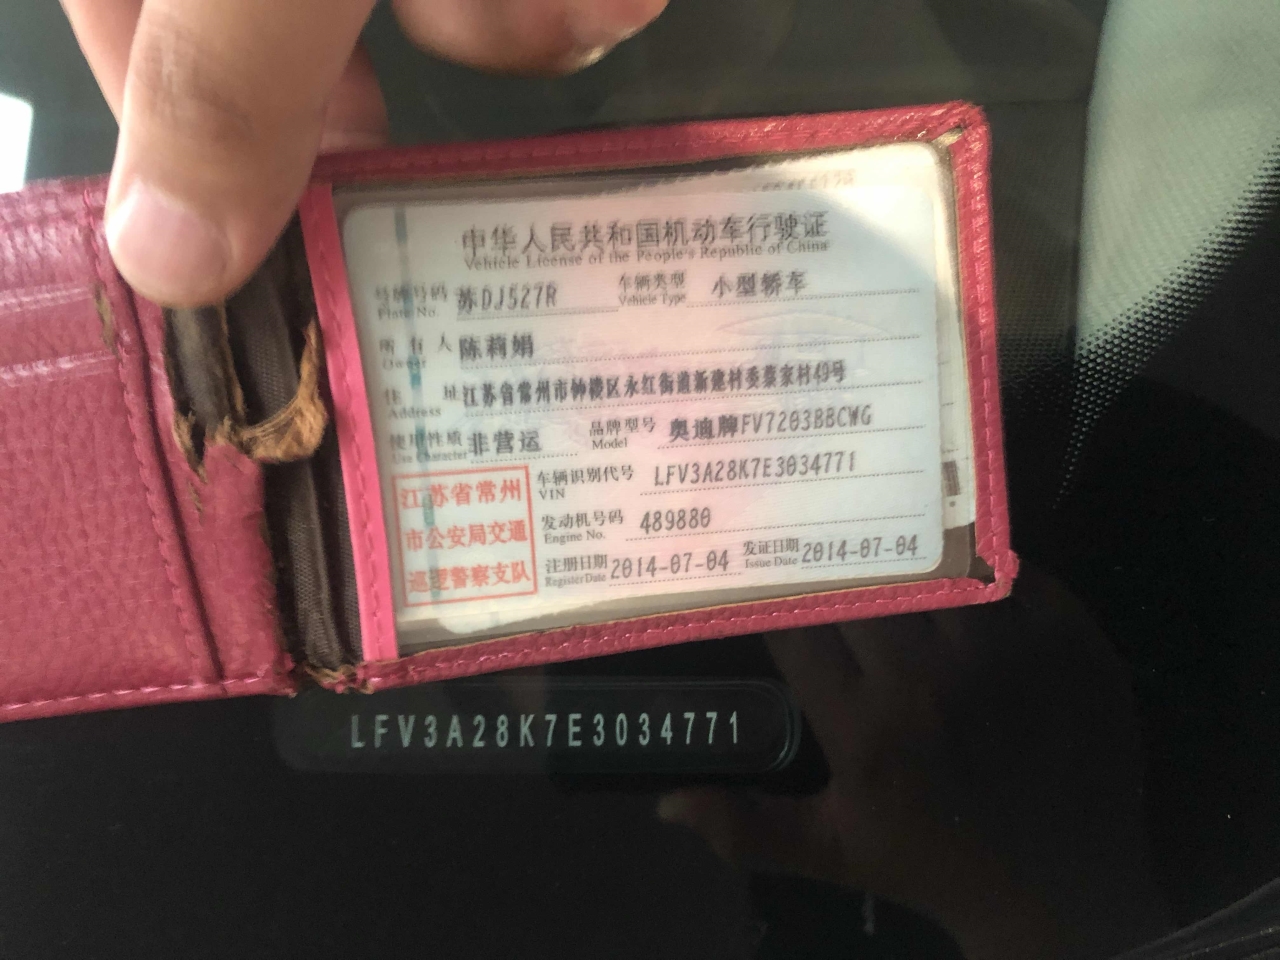 中华人民共和国机动车行驶证
Vehicle License of the People's Republic of China
号牌号码 苏DJ527R 车辆类型 小型轿车
Plate No. Vehicle Type
所有人 陈莉娟
Owner
住址 江苏省常州市钟楼区永红街道新建村委蔡家村49号
Address
使用性质 非营运 品牌型号 奥迪牌FV7203BBCWG
Use Character Model
江苏省常州
市公安局交通
巡逻警察支队
车辆识别代号 LFV3A28K7E3034771
VIN
发动机号码 489880
Engine No.
注册日期 2014-07-04 发证日期 2014-07-04
Register Date Issue Date
LFV3A28K7E3034771